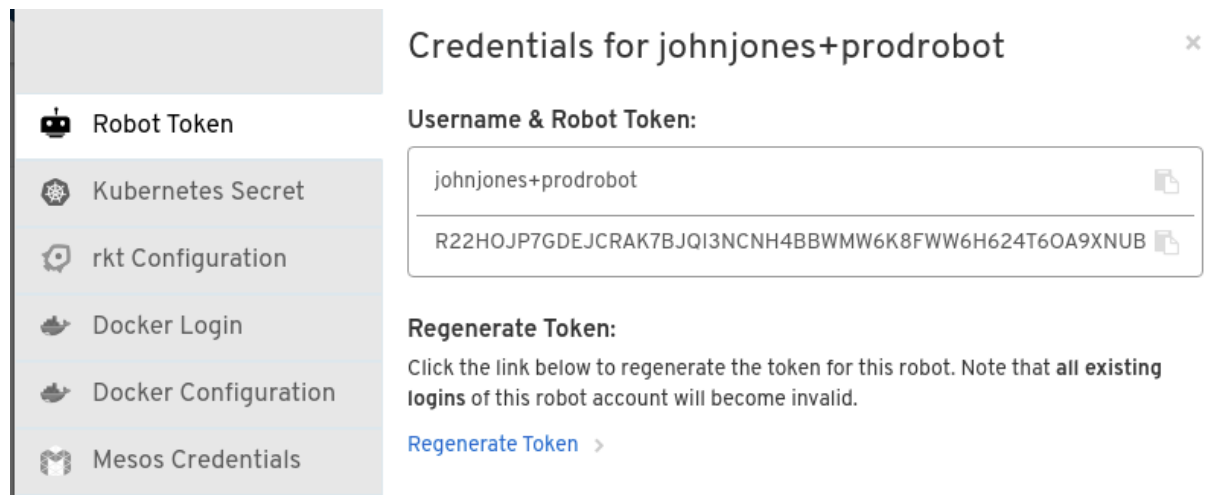 Credentials for johnjones+prodrobot
Robot Token
Kubernetes Secret
rkt Configuration
Docker Login
Docker Configuration
Mesos Credentials
Username & Robot Token:
johnjones+prodrobot
R22HOJP7GDEJCRAK7BJQI3NCNH4BBWMW6K8FWW6H624T6OA9XNUB
Regenerate Token:
Click the link below to regenerate the token for this robot. Note that all existing
logins of this robot account will become invalid.
Regenerate Token